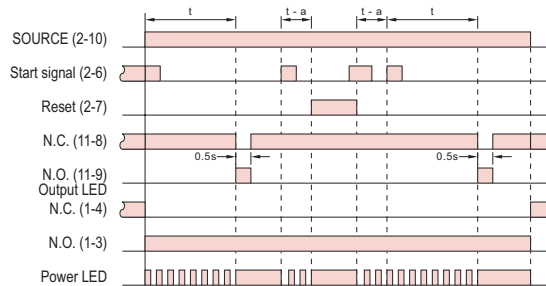 t t - a t - a t
SOURCE (2-10)
Start signal (2-6)
Reset (2-7)
N.C. (11-8)
0.5s 0.5s
N.O. (11-9)
Output LED
N.C. (1-4)
N.O. (1-3)
Power LED